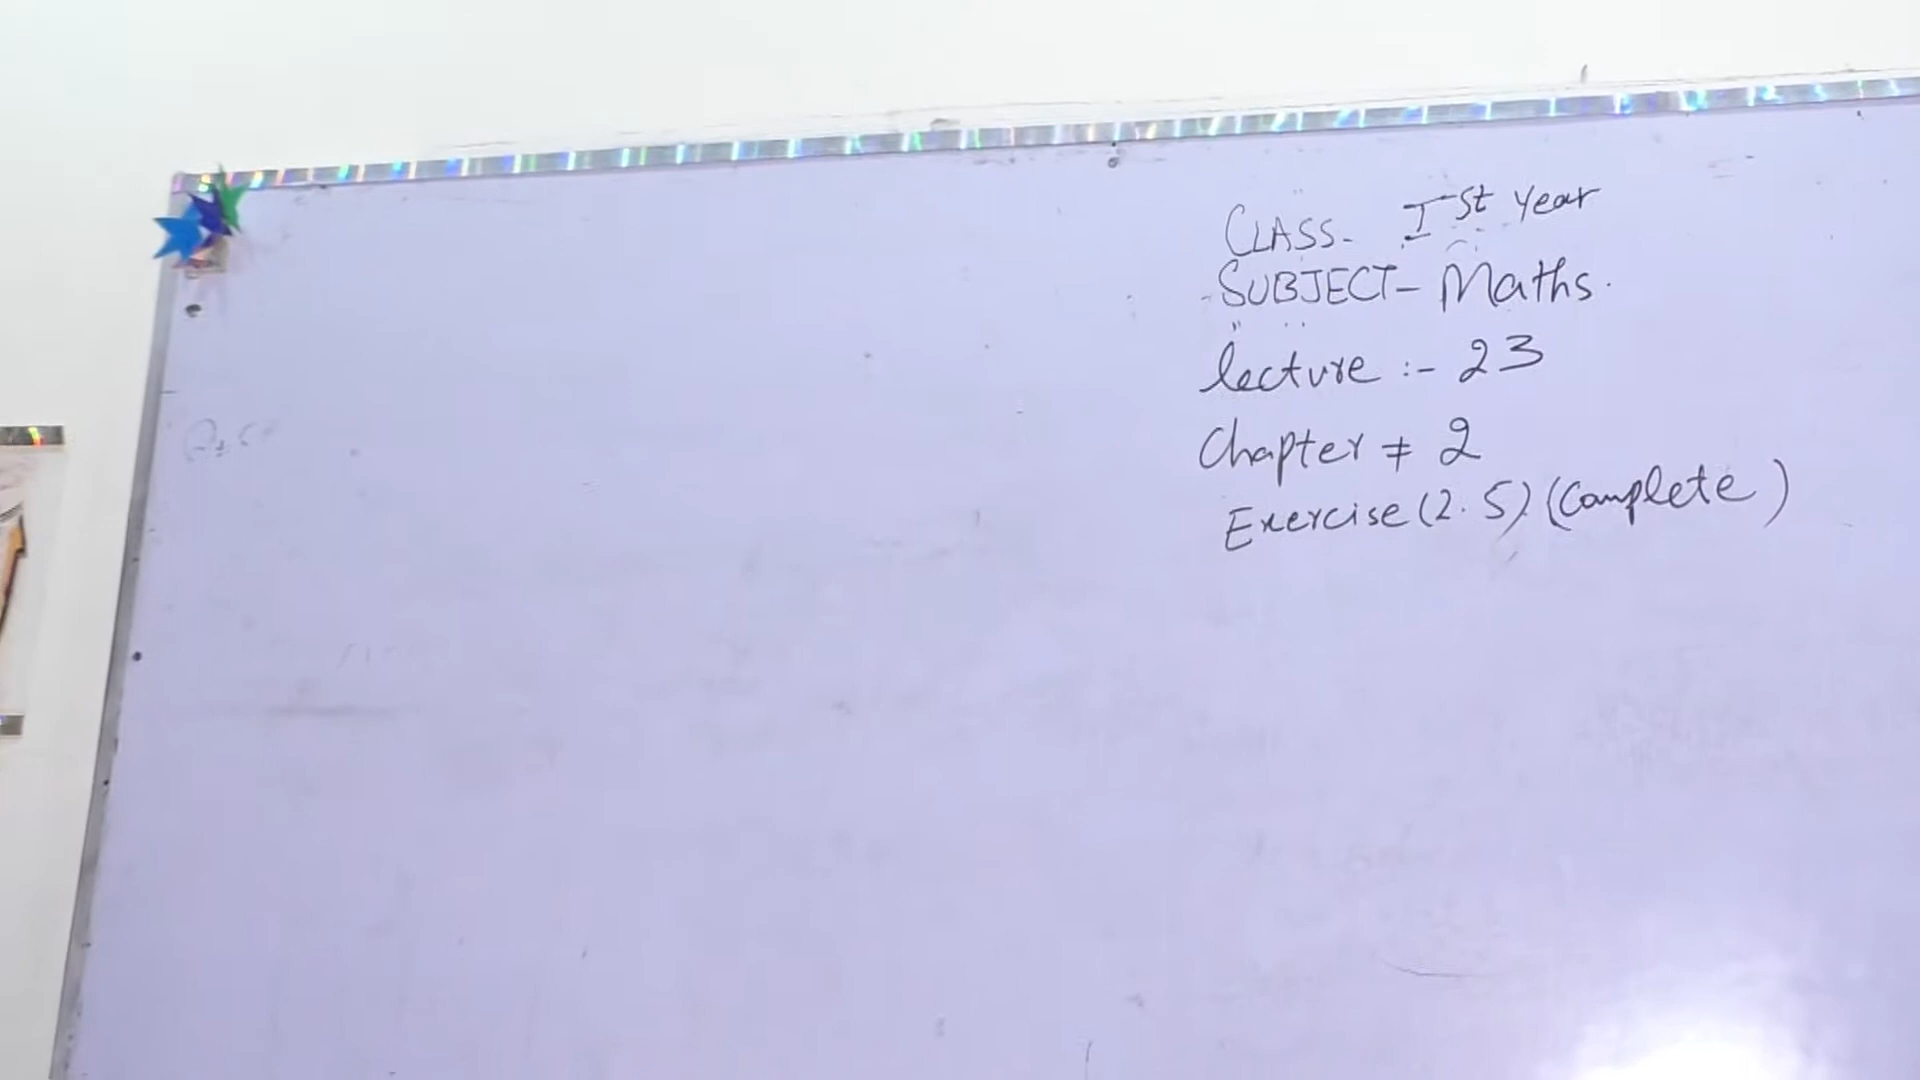 CLASS- Ist Year
SUBJECT- Maths.
lecture :- 23
Chapter # 2
Exercise (2.5) (Complete)